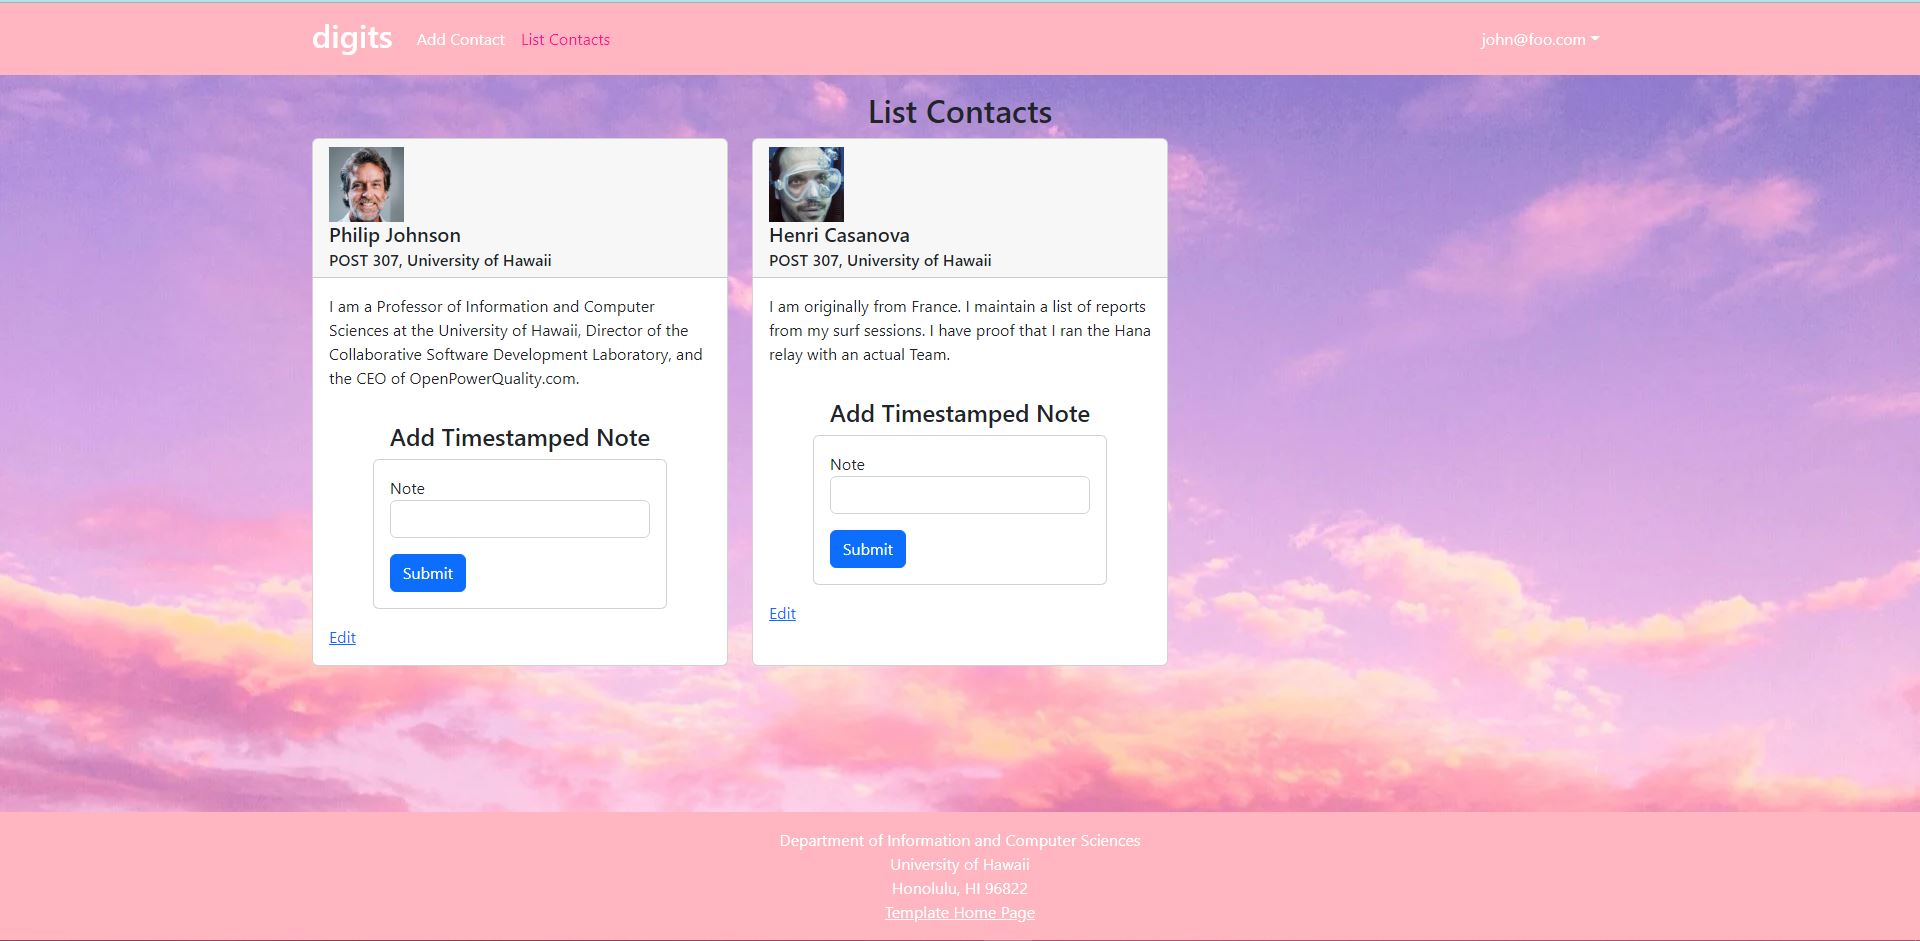 digits
Add Contact
List Contacts
john@foo.com
List Contacts
Philip Johnson
POST 307, University of Hawaii
I am a Professor of Information and Computer
Sciences at the University of Hawaii, Director of the
Collaborative Software Development Laboratory, and
the CEO of OpenPowerQuality.com.
Add Timestamped Note
Note
Submit
Edit
Henri Casanova
POST 307, University of Hawaii
I am originally from France. I maintain a list of reports
from my surf sessions. I have proof that I ran the Hana
relay with an actual Team.
Add Timestamped Note
Note
Submit
Edit
Department of Information and Computer Sciences
University of Hawaii
Honolulu, HI 96822
Template Home Page